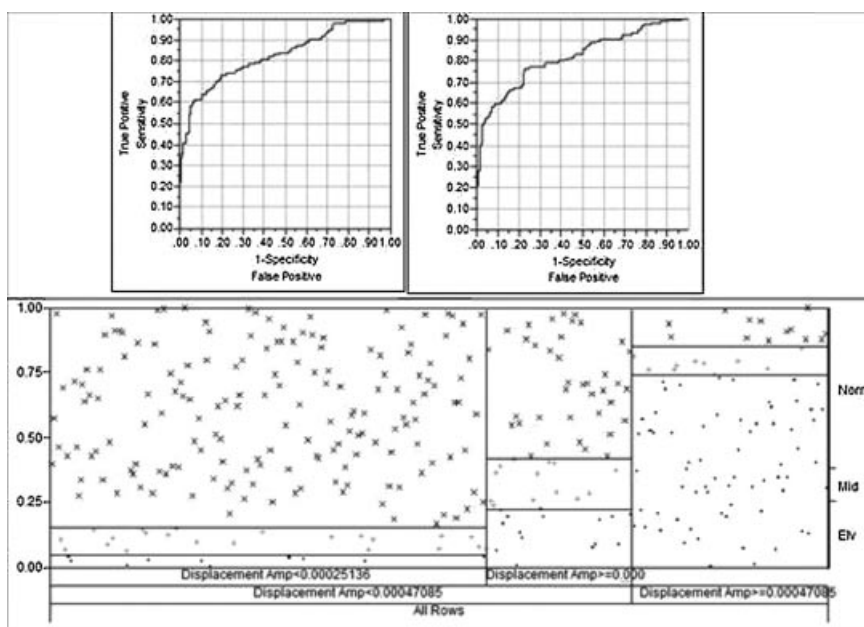 1.00
0.90
0.80
0.70
0.60
0.50
0.40
0.30
0.20
0.10
0.00
True Positive
Sensitivity
.00 .10 .20 .30 .40 .50 .60 .70 .80 .901.00
1-Specificity
False Positive
1.00
0.90
0.80
0.70
0.60
0.50
0.40
0.30
0.20
0.10
0.00
True Positive
Sensitivity
.00 .10 .20 .30 .40 .50 .60 .70 .80 .901.00
1-Specificity
False Positive
1.00
0.75
0.50
0.25
0.00
Norr
Mid
Elv
Displacement Amp<0.00025136
Displacement Amp>=0.000
Displacement Amp<0.00047085
Displacement Amp>=0.00047085
All Rows